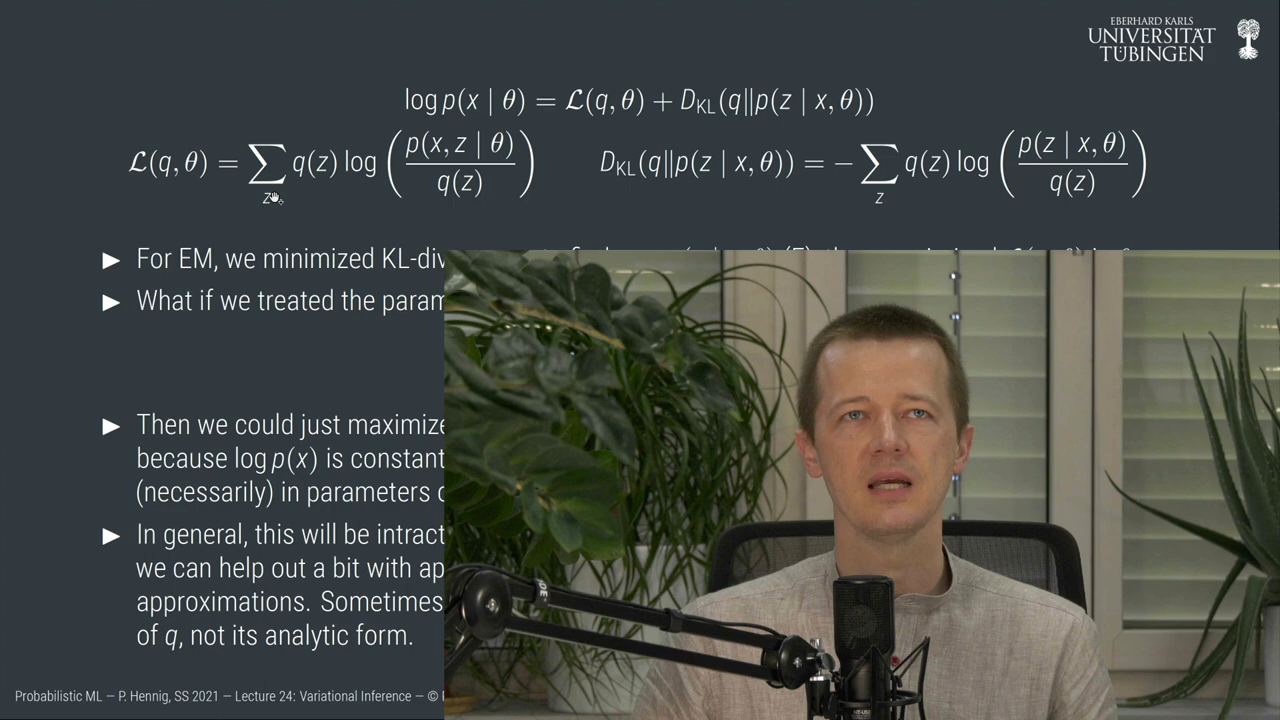 EBERHARD KARLS
UNIVERSITÄT
TÜBINGEN
log p(x | θ) = ℒ(q, θ) + D_KL(q‖p(z | x, θ))
ℒ(q, θ) = ∑_z q(z) log ( p(x, z | θ) / q(z) )    D_KL(q‖p(z | x, θ)) = − ∑_z q(z) log ( p(z | x, θ) / q(z) )
▶ For EM, we minimized KL-div
▶ What if we treated the param
▶ Then we could just maximize
because log p(x) is constant
(necessarily) in parameters
▶ In general, this will be intract
we can help out a bit with ap
approximations. Sometimes
of q, not its analytic form.
Probabilistic ML — P. Hennig, SS 2021 — Lecture 24: Variational Inference — ©